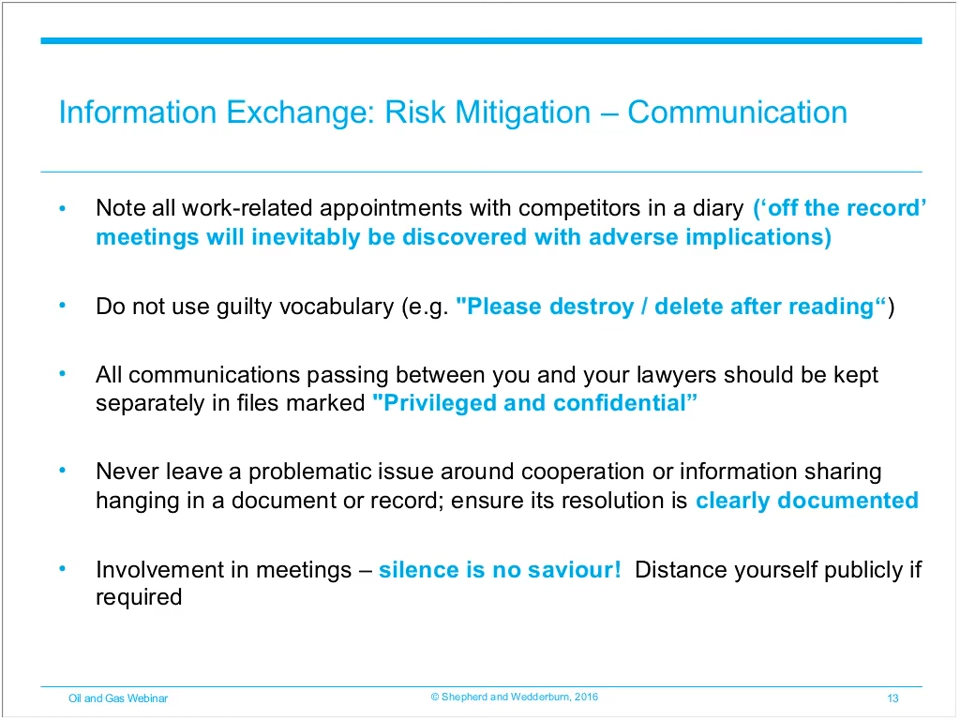 Information Exchange: Risk Mitigation – Communication
• Note all work-related appointments with competitors in a diary (‘off the record’
meetings will inevitably be discovered with adverse implications)
• Do not use guilty vocabulary (e.g. "Please destroy / delete after reading“)
• All communications passing between you and your lawyers should be kept
separately in files marked "Privileged and confidential”
• Never leave a problematic issue around cooperation or information sharing
hanging in a document or record; ensure its resolution is clearly documented
• Involvement in meetings – silence is no saviour! Distance yourself publicly if
required
Oil and Gas Webinar
© Shepherd and Wedderburn, 2016
13